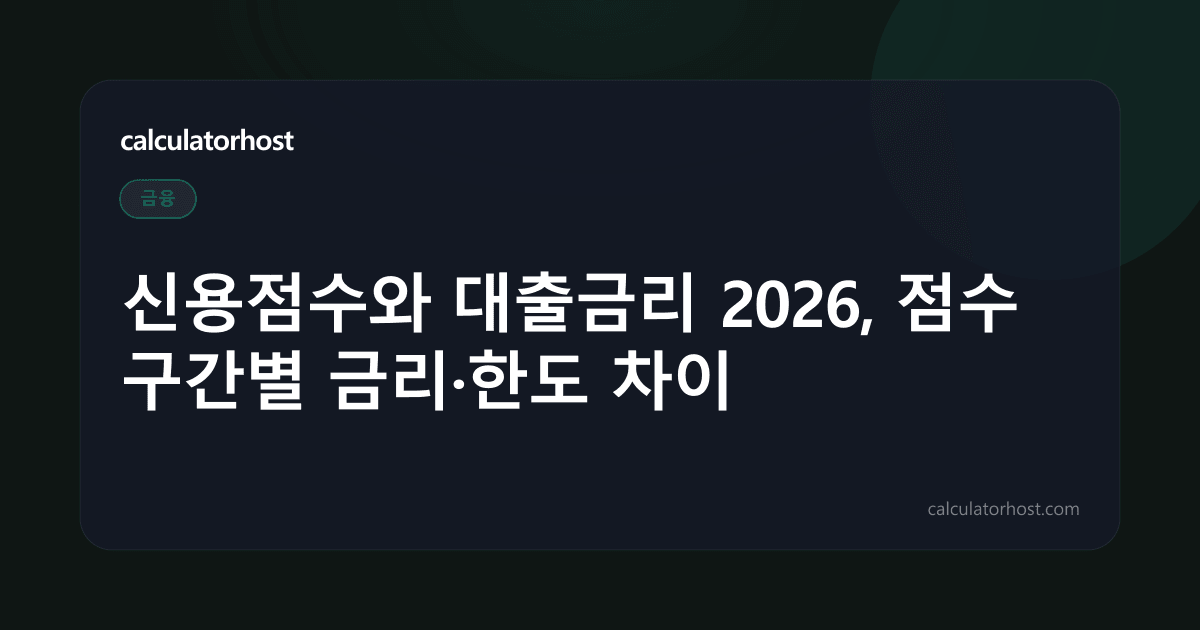 calculatorhost
금융
신용점수와 대출금리 2026, 점수
구간별 금리·한도 차이
calculatorhost.com